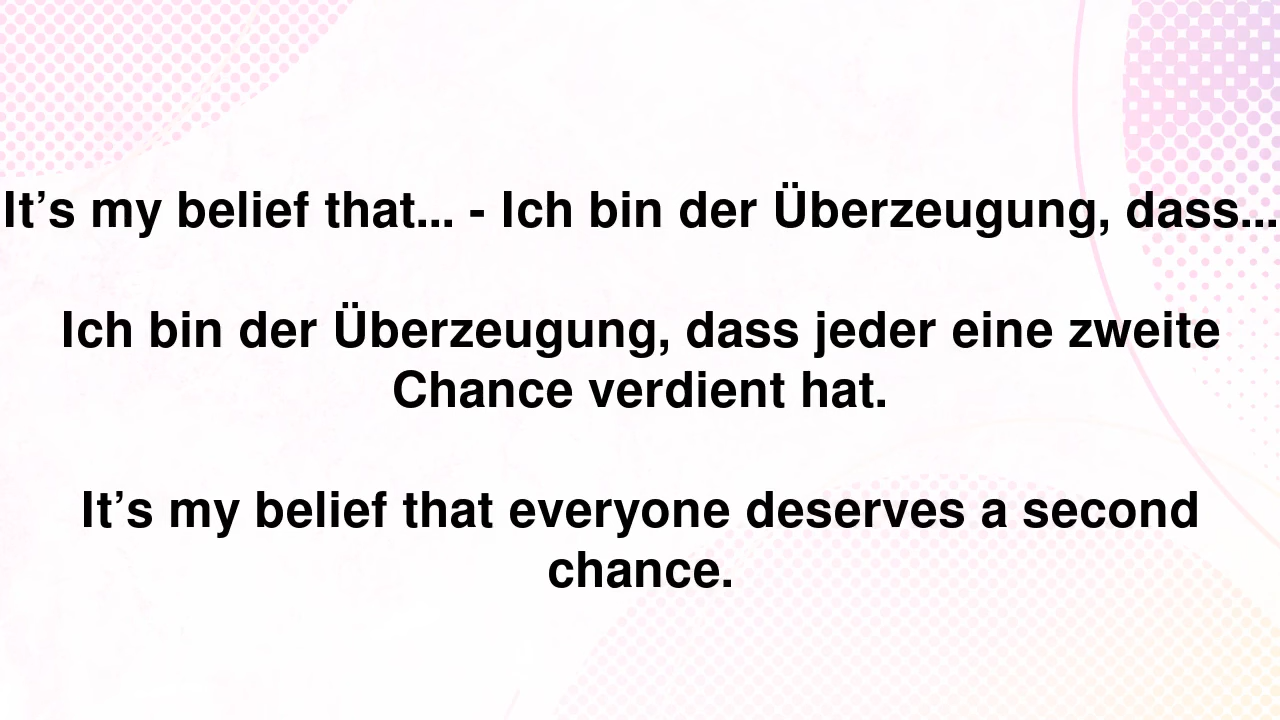 It’s my belief that... - Ich bin der Überzeugung, dass...
Ich bin der Überzeugung, dass jeder eine zweite
Chance verdient hat.
It’s my belief that everyone deserves a second
chance.